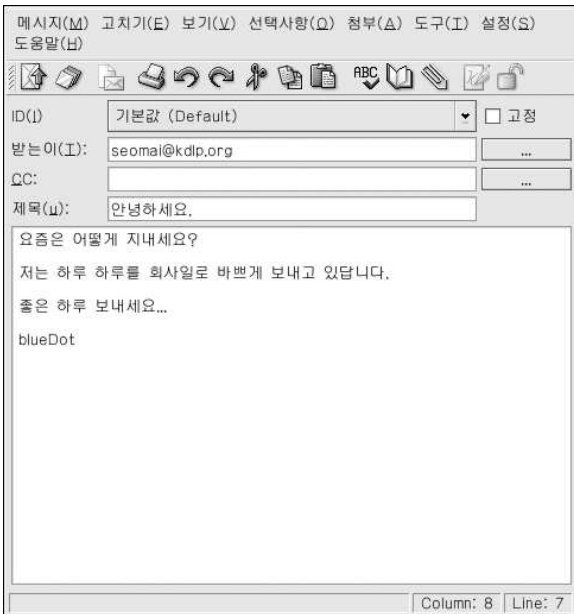 메시지(M) 고치기(E) 보기(V) 선택사항(O) 첨부(A) 도구(T) 설정(S)
도움말(H)
ABC
ID(I) 기본값 (Default) 고정
받는이(T): seomai@kdlp.org ...
CC: ...
제목(u): 안녕하세요.
요즘은 어떻게 지내세요?
저는 하루 하루를 회사일로 바쁘게 보내고 있답니다.
좋은 하루 보내세요...
blueDot
Column: 8 Line: 7